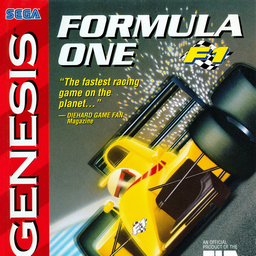 SEGA
GENESIS
FORMULA
ONE
F1
"The fastest racing
game on the
planet..."
— DIEHARD GAME FAN
Magazine
F1
AN OFFICIAL
PRODUCT OF THE